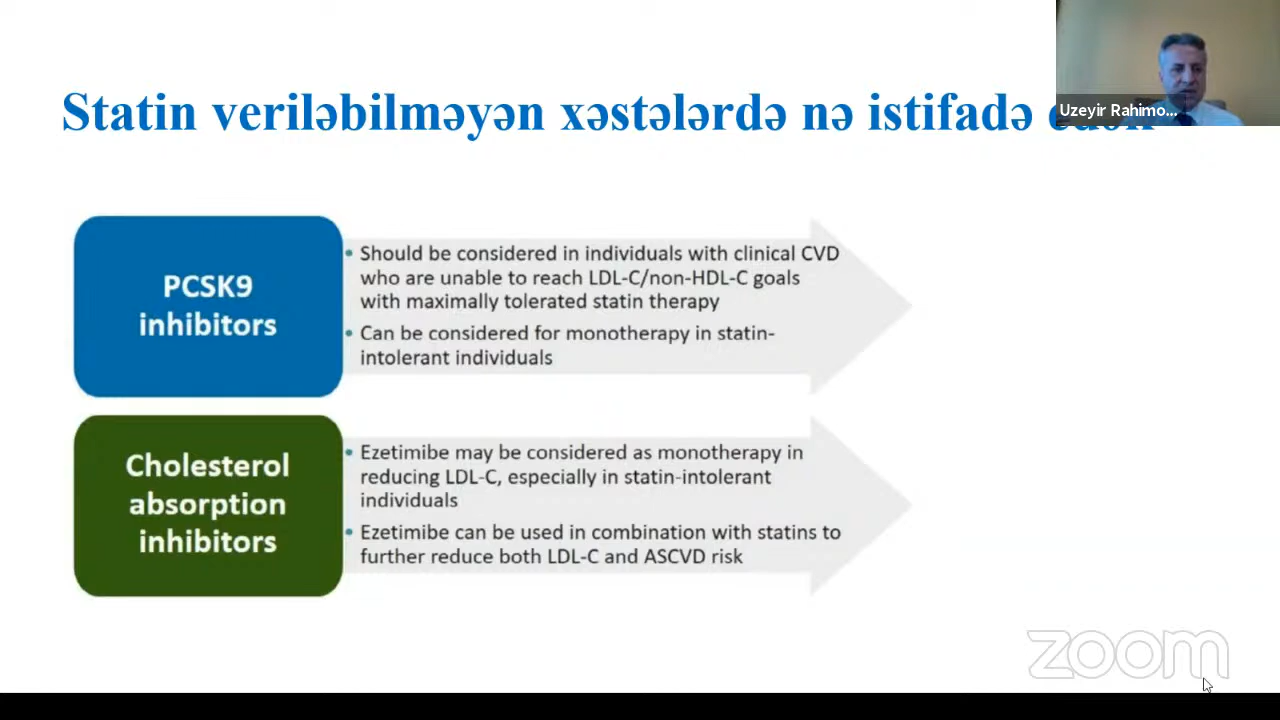 Statin veriləbilməyən xəstələrdə nə istifadə
Uzeyir Rahimo...
PCSK9
inhibitors
• Should be considered in individuals with clinical CVD
who are unable to reach LDL-C/non-HDL-C goals
with maximally tolerated statin therapy
• Can be considered for monotherapy in statin-
intolerant individuals
Cholesterol
absorption
inhibitors
• Ezetimibe may be considered as monotherapy in
reducing LDL-C, especially in statin-intolerant
individuals
• Ezetimibe can be used in combination with statins to
further reduce both LDL-C and ASCVD risk
zoom